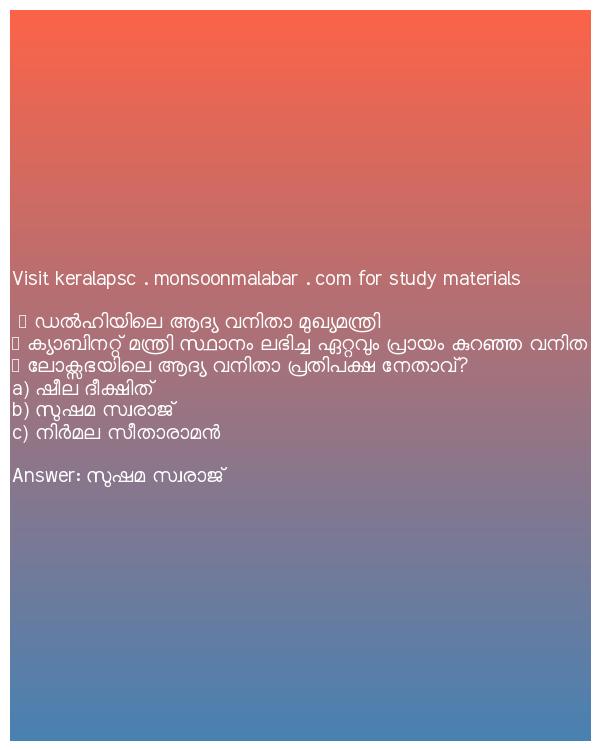 Visit keralapsc . monsoonmalabar . com for study materials
▯ ഡൽഹിയിലെ ആദ്യ വനിതാ മുഖ്യമന്ത്രി
▯ ക്യാബിനറ്റ് മന്ത്രി സ്ഥാനം ലഭിച്ച ഏറ്റവും പ്രായം കുറഞ്ഞ വനിത
▯ ലോക്സഭയിലെ ആദ്യ വനിതാ പ്രതിപക്ഷ നേതാവ്?
a) ഷീല ദീക്ഷിത്
b) സുഷമ സ്വരാജ്
c) നിർമല സീതാരാമൻ
Answer: സുഷമ സ്വരാജ്